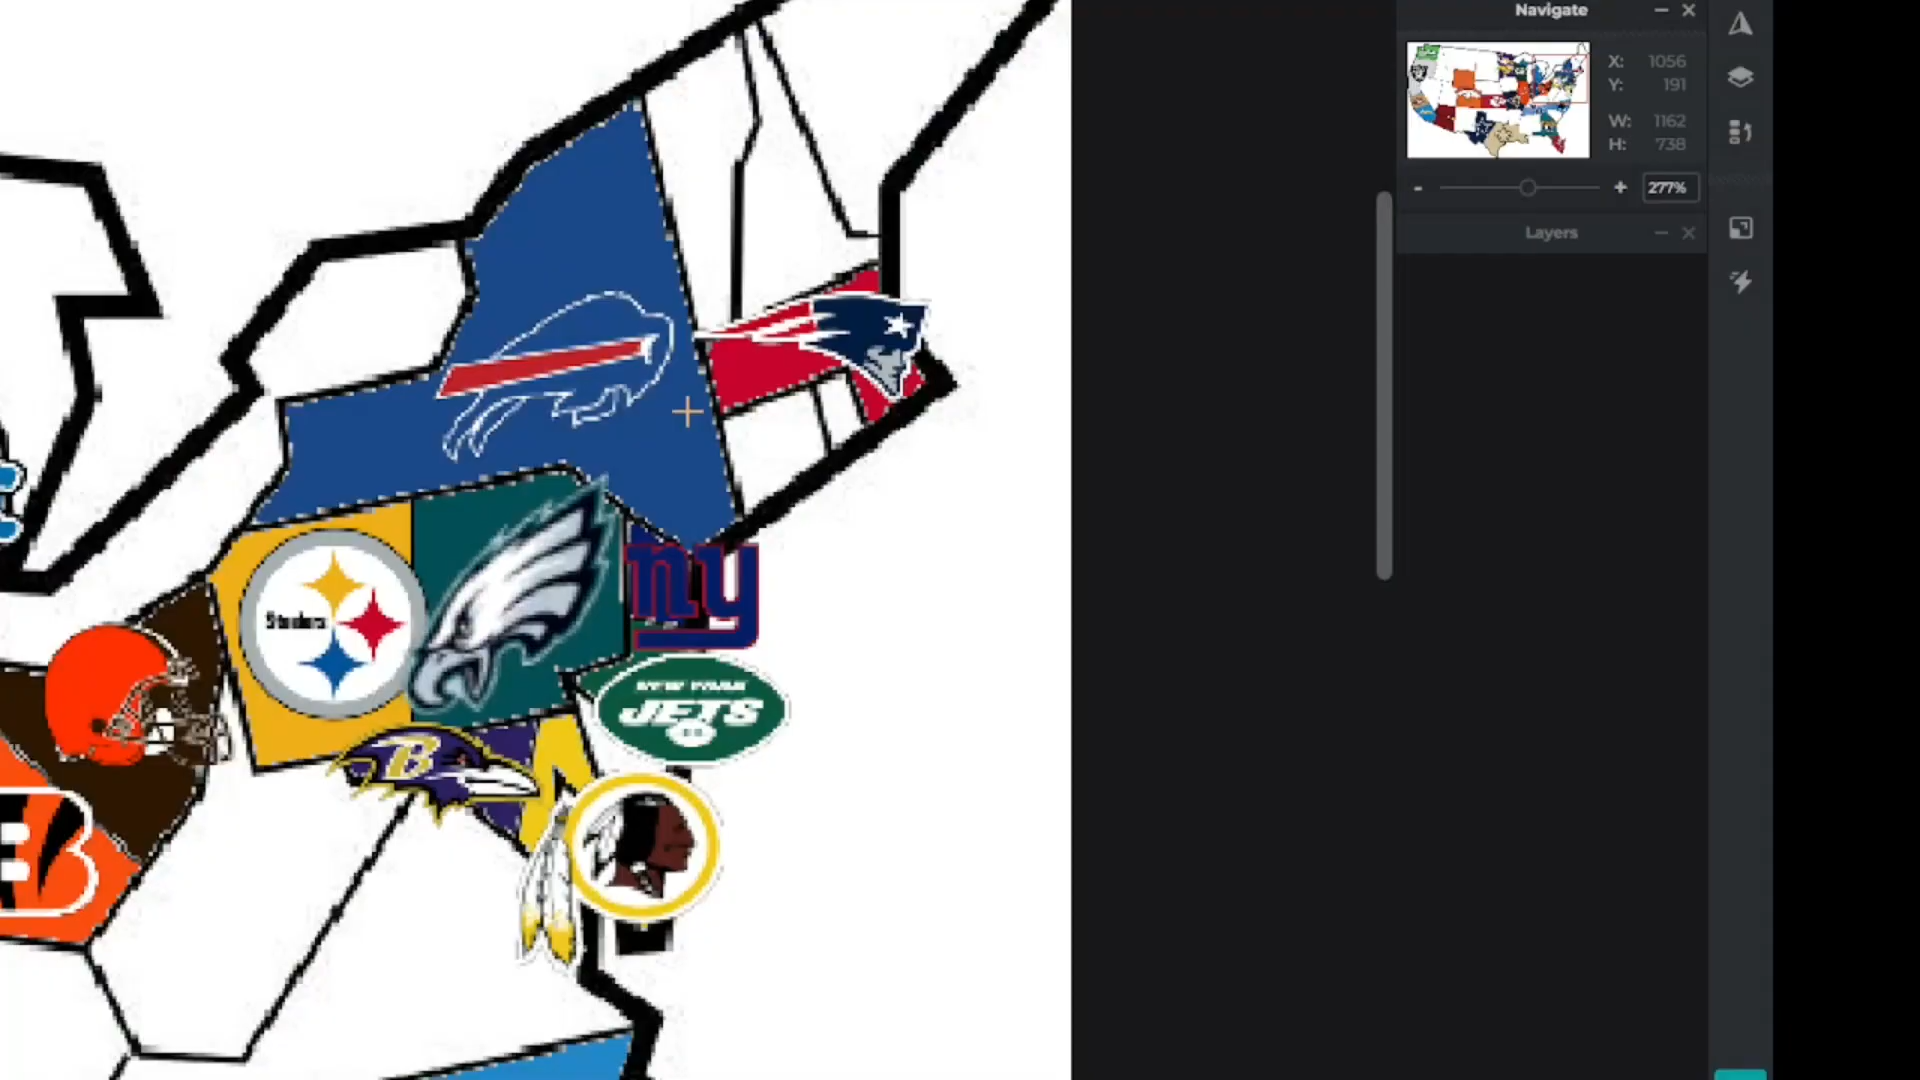 Navigate
X: 1056
Y: 191
W: 1162
H: 738
- + 277%
Layers
Steelers
ny
NEW YORK
JETS
B
B